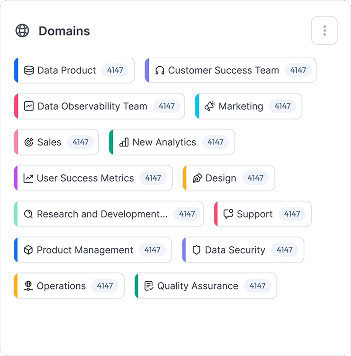 Domains
Data Product 4147 Customer Success Team 4147
Data Observability Team 4147 Marketing 4147
Sales 4147 New Analytics 4147
User Success Metrics 4147 Design 4147
Research and Development... 4147 Support 4147
Product Management 4147 Data Security 4147
Operations 4147 Quality Assurance 4147